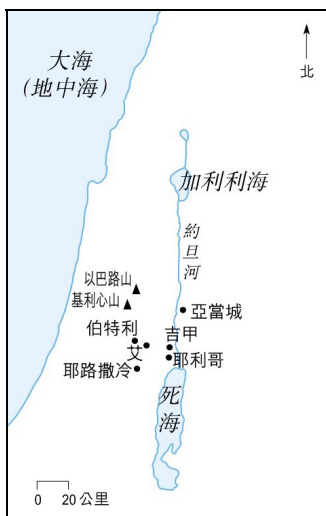 大海
(地中海)
北
加利利海
約旦河
以巴路山
基利心山
亞當城
伯特利
吉甲
艾
耶利哥
耶路撒冷
死海
0 20 公里